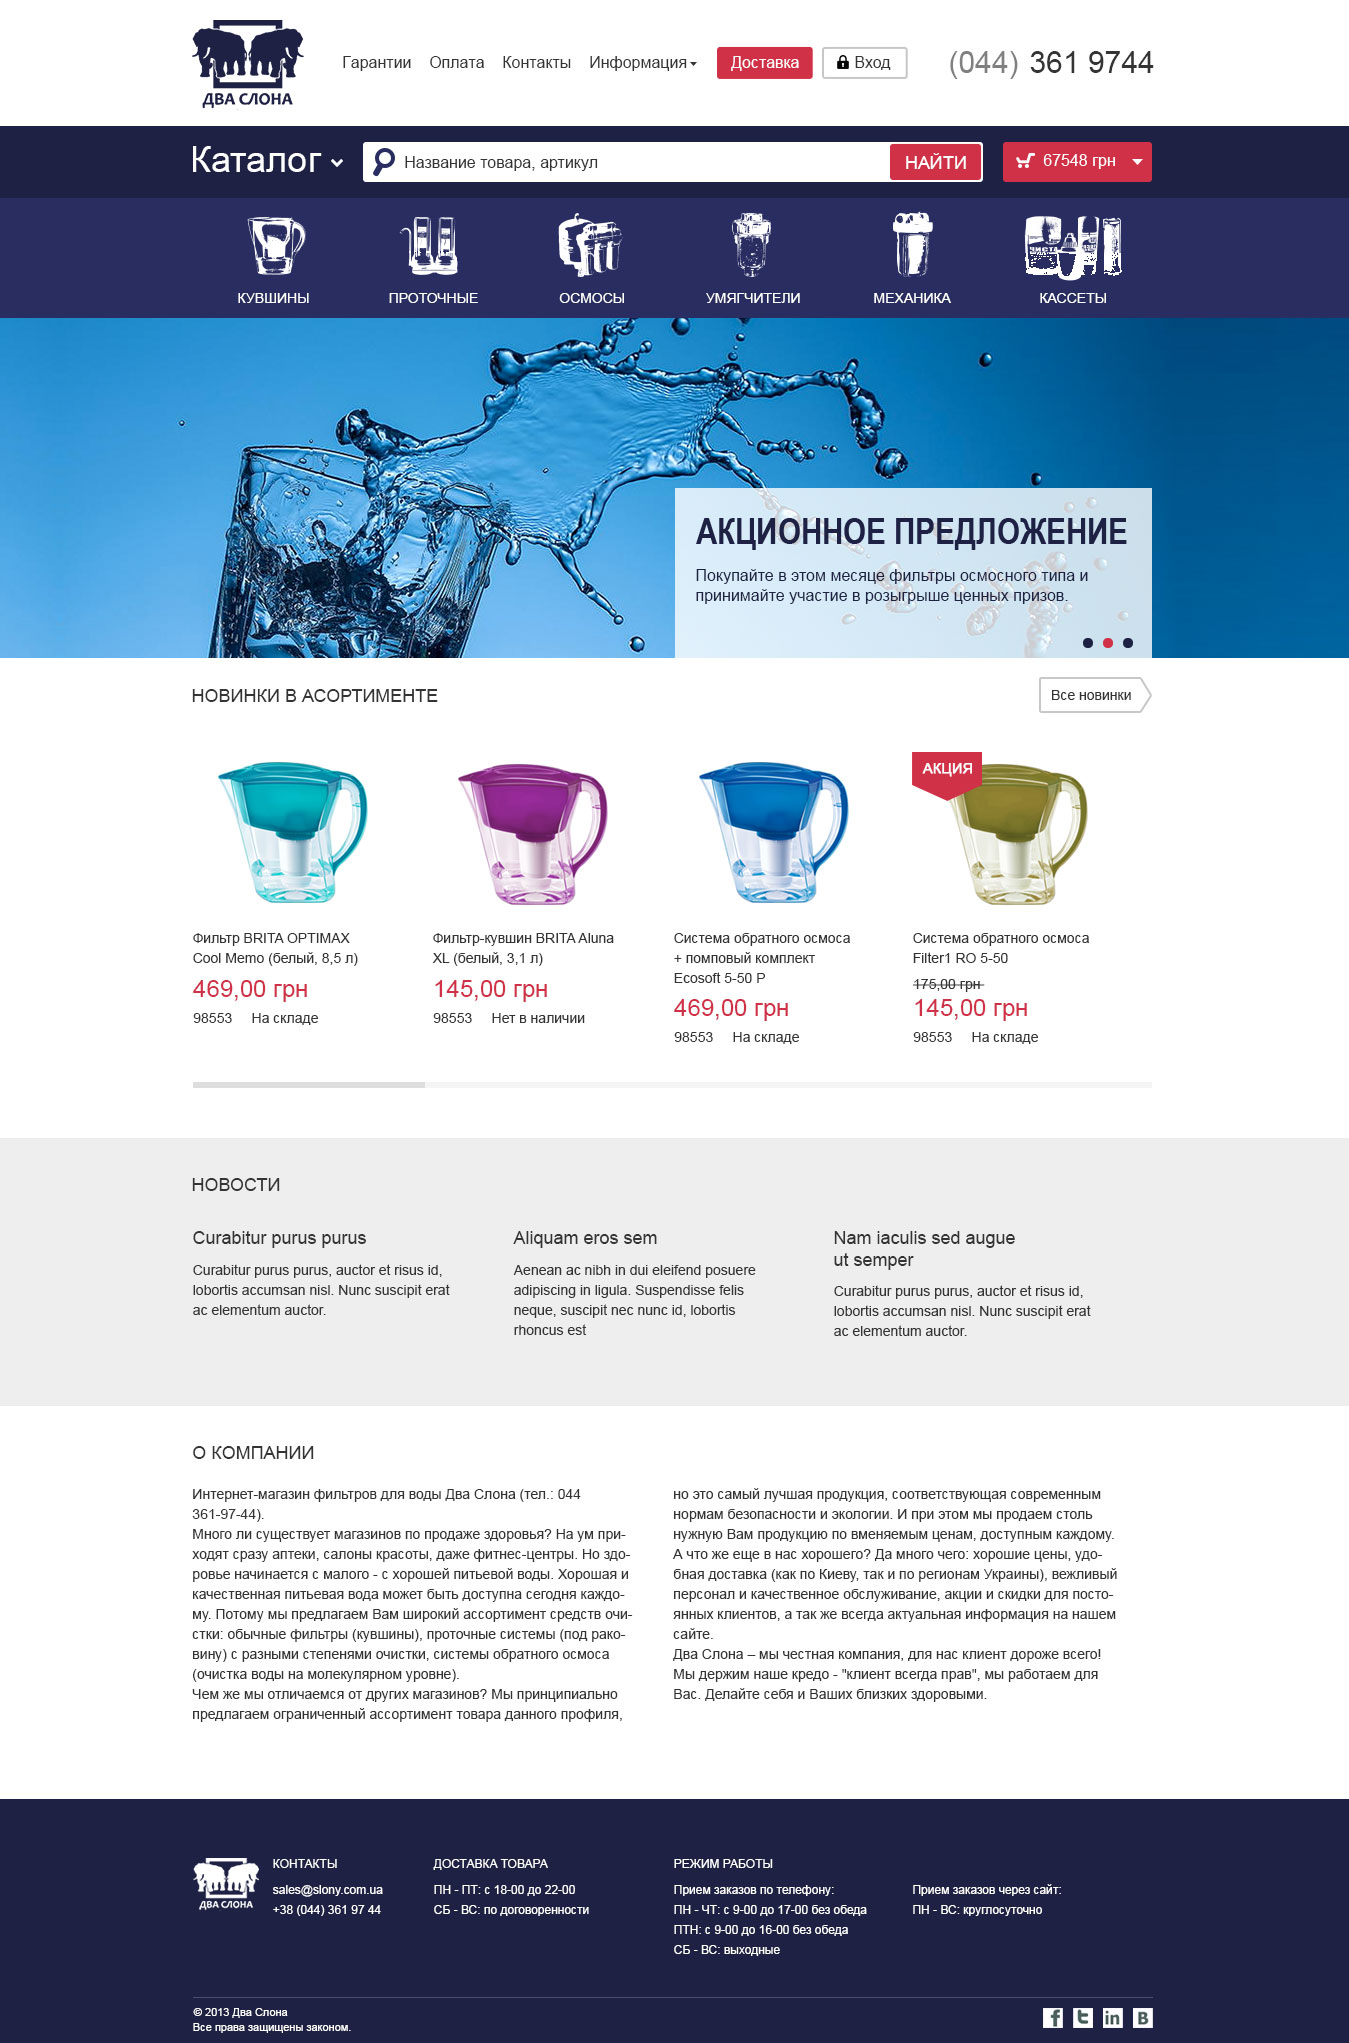 ДВА СЛОНА
Гарантии Оплата Контакты Информация Доставка Вход (044) 361 9744
Каталог Название товара, артикул НАЙТИ 67548 грн
КУВШИНЫ ПРОТОЧНЫЕ ОСМОСЫ УМЯГЧИТЕЛИ МЕХАНИКА КАССЕТЫ
АКЦИОННОЕ ПРЕДЛОЖЕНИЕ
Покупайте в этом месяце фильтры осмосного типа и
принимайте участие в розыгрыше ценных призов.
НОВИНКИ В АСОРТИМЕНТЕ
Все новинки
АКЦИЯ
Фильтр BRITA OPTIMAX
Cool Memo (белый, 8,5 л)
469,00 грн
98553 На складе
Фильтр-кувшин BRITA Aluna
XL (белый, 3,1 л)
145,00 грн
98553 Нет в наличии
Система обратного осмоса
+ помповый комплект
Ecosoft 5-50 P
469,00 грн
98553 На складе
Система обратного осмоса
Filter1 RO 5-50
175,00 грн
145,00 грн
98553 На складе
НОВОСТИ
Curabitur purus purus
Curabitur purus purus, auctor et risus id,
lobortis accumsan nisl. Nunc suscipit erat
ac elementum auctor.
Aliquam eros sem
Aenean ac nibh in dui eleifend posuere
adipiscing in ligula. Suspendisse felis
neque, suscipit nec nunc id, lobortis
rhoncus est
Nam iaculis sed augue
ut semper
Curabitur purus purus, auctor et risus id,
lobortis accumsan nisl. Nunc suscipit erat
ac elementum auctor.
О КОМПАНИИ
Интернет-магазин фильтров для воды Два Слона (тел.: 044
361-97-44).
Много ли существует магазинов по продаже здоровья? На ум при-
ходят сразу аптеки, салоны красоты, даже фитнес-центры. Но здо-
ровье начинается с малого - с хорошей питьевой воды. Хорошая и
качественная питьевая вода может быть доступна сегодня каждо-
му. Потому мы предлагаем Вам широкий ассортимент средств очи-
стки: обычные фильтры (кувшины), проточные системы (под рако-
вину) с разными степенями очистки, системы обратного осмоса
(очистка воды на молекулярном уровне).
Чем же мы отличаемся от других магазинов? Мы принципиально
предлагаем ограниченный ассортимент товара данного профиля,
но это самый лучшая продукция, соответствующая современным
нормам безопасности и экологии. И при этом мы продаем столь
нужную Вам продукцию по вменяемым ценам, доступным каждому.
А что же еще в нас хорошего? Да много чего: хорошие цены, удо-
бная доставка (как по Киеву, так и по регионам Украины), вежливый
персонал и качественное обслуживание, акции и скидки для посто-
янных клиентов, а так же всегда актуальная информация на нашем
сайте.
Два Слона – мы честная компания, для нас клиент дороже всего!
Мы держим наше кредо - "клиент всегда прав", мы работаем для
Вас. Делайте себя и Ваших близких здоровыми.
ДВА СЛОНА
КОНТАКТЫ
sales@slony.com.ua
+38 (044) 361 97 44
ДОСТАВКА ТОВАРА
ПН - ПТ: с 18-00 до 22-00
СБ - ВС: по договоренности
РЕЖИМ РАБОТЫ
Прием заказов по телефону:
ПН - ЧТ: с 9-00 до 17-00 без обеда
ПТН: с 9-00 до 16-00 без обеда
СБ - ВС: выходные
Прием заказов через сайт:
ПН - ВС: круглосуточно
© 2013 Два Слона
Все права защищены законом.
f t in B